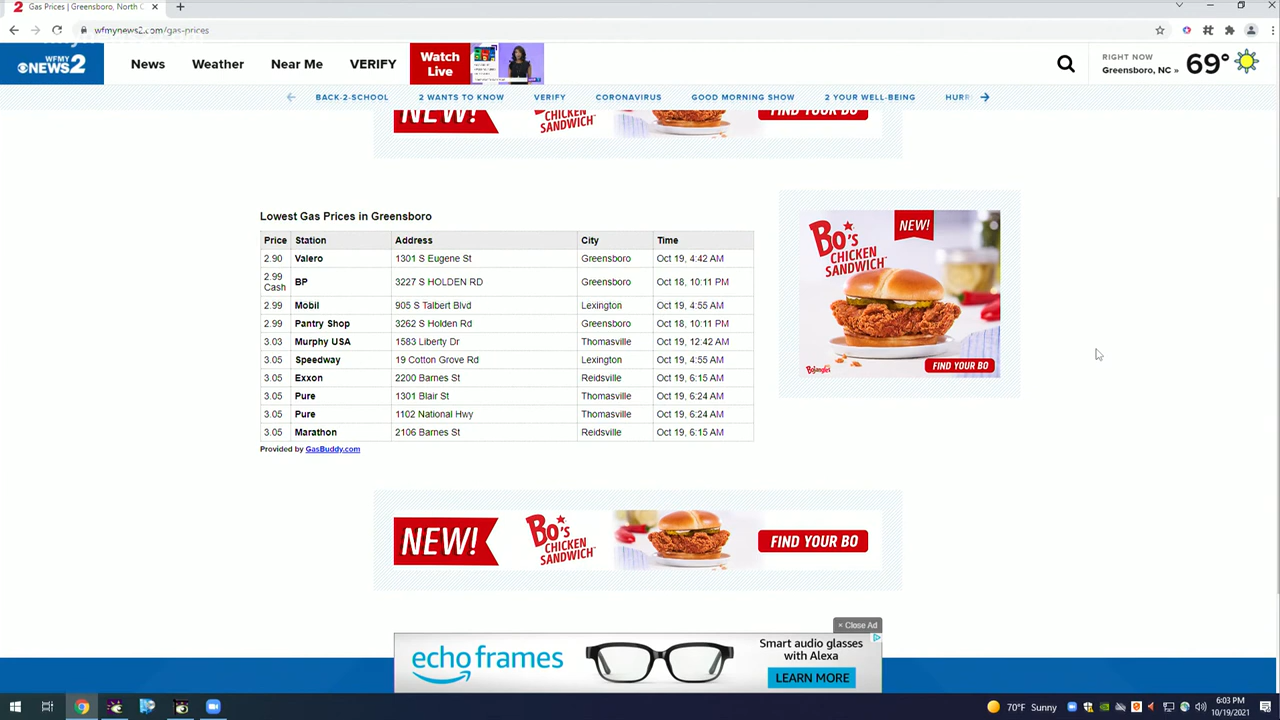 Gas Prices | Greensboro, North C
wfmynews2.com/gas-prices
WFMY
NEWS 2
News
Weather
Near Me
VERIFY
Watch
Live
RIGHT NOW
Greensboro, NC »
69°
BACK-2-SCHOOL
2 WANTS TO KNOW
VERIFY
CORONAVIRUS
GOOD MORNING SHOW
2 YOUR WELL-BEING
HURR
NEW!
CHICKEN
SANDWICH
FIND YOUR BO
Lowest Gas Prices in Greensboro
Price Station Address City Time
2.90 Valero 1301 S Eugene St Greensboro Oct 19, 4:42 AM
2.99 Cash BP 3227 S HOLDEN RD Greensboro Oct 18, 10:11 PM
2.99 Mobil 905 S Talbert Blvd Lexington Oct 19, 4:55 AM
2.99 Pantry Shop 3262 S Holden Rd Greensboro Oct 18, 10:11 PM
3.03 Murphy USA 1583 Liberty Dr Thomasville Oct 19, 12:42 AM
3.05 Speedway 19 Cotton Grove Rd Lexington Oct 19, 4:55 AM
3.05 Exxon 2200 Barnes St Reidsville Oct 19, 6:15 AM
3.05 Pure 1301 Blair St Thomasville Oct 19, 6:24 AM
3.05 Pure 1102 National Hwy Thomasville Oct 19, 6:24 AM
3.05 Marathon 2106 Barnes St Reidsville Oct 19, 6:15 AM
Provided by GasBuddy.com
NEW!
Bo's
CHICKEN
SANDWICH
Bojangles
FIND YOUR BO
NEW!
Bo's
CHICKEN
SANDWICH
FIND YOUR BO
× Close Ad
echo frames
Smart audio glasses
with Alexa
LEARN MORE
70°F Sunny
6:03 PM
10/19/2021